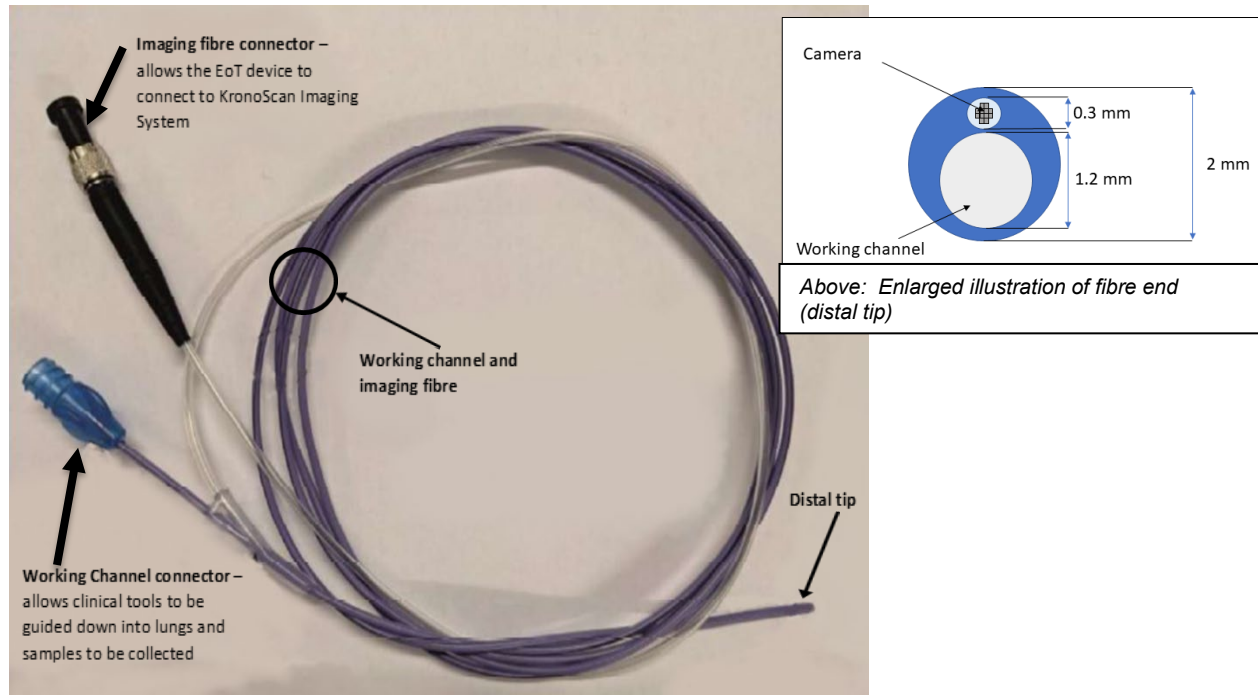 Imaging fibre connector –
allows the EoT device to
connect to KronoScan Imaging
System
Camera
0.3 mm
1.2 mm
2 mm
Working channel
Above:  Enlarged illustration of fibre end
(distal tip)
Working channel and
imaging fibre
Distal tip
Working Channel connector –
allows clinical tools to be
guided down into lungs and
samples to be collected